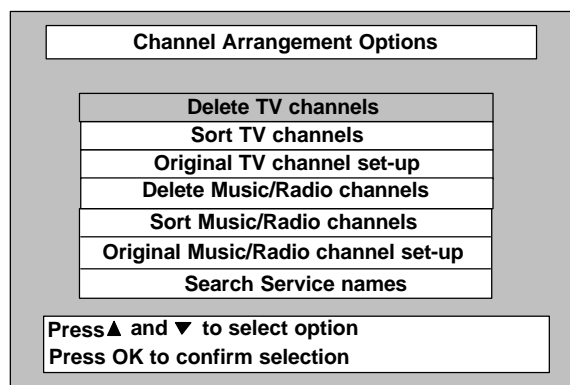 Channel Arrangement Options
Delete TV channels
Sort TV channels
Original TV channel set-up
Delete Music/Radio channels
Sort Music/Radio channels
Original Music/Radio channel set-up
Search Service names
Press▲ and ▼ to select option
Press OK to confirm selection